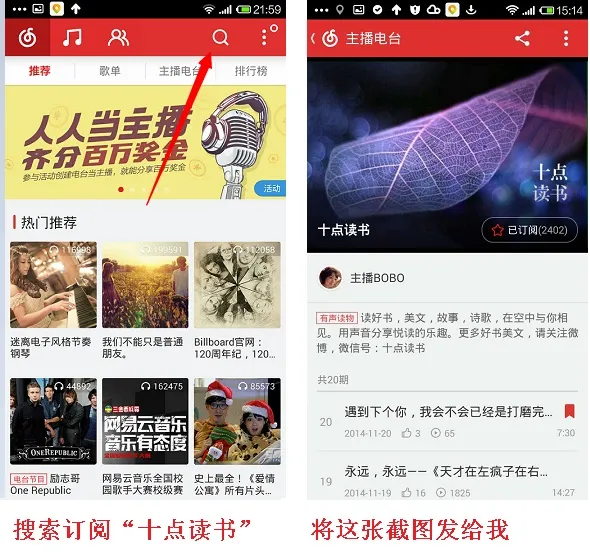 21:59
推荐
歌单
主播电台
排行榜
人人当主播
齐分百万奖金
参与活动创建电台当主播，就能分享百万奖金。
活动
热门推荐
116998
199591
112058
迷离电子风格节奏钢琴
我们不能只是普通朋友。
Billboard官网：120周年纪，120...
44892
162475
85573
ONEREPUBLIC
网易云音乐
音乐有态度
电台节目 励志哥
One Republic
网易云音乐全国校园歌手大赛校级赛
史上最全！《爱情公寓》所有片头...
搜索订阅“十点读书”
15:14
主播电台
十点
读书
十点读书
已订阅(2402)
主播BOBO
有声读物 读好书，美文，故事，诗歌，在空中与你相
见。用声音分享悦读的乐趣。更多好书美文，请关注微
博，微信号：十点读书
共20期
20
遇到下个你，我会不会已经是打磨完...
2014-11-20 3 65 7:30
19
永远，永远——《天才在左疯子在右...
2014-11-19 16 1825 14:27
将这张截图发给我